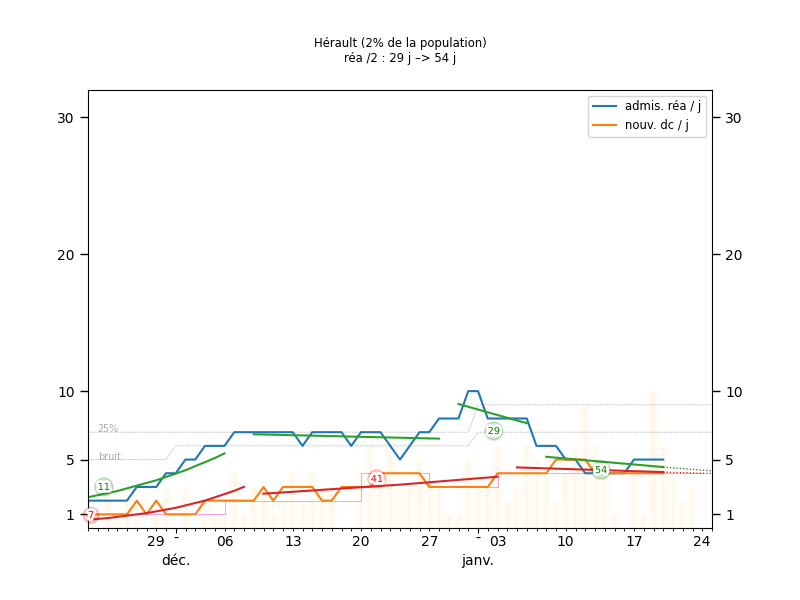 Hérault (2% de la population)
réa /2 : 29 j –> 54 j
admis. réa / j
nouv. dc / j
30 30
20 20
10 10
25%
29
bruit
5 5
54
41
11
7
1 1
29 - 06 13 20 27 - 03 10 17 24
déc. janv.